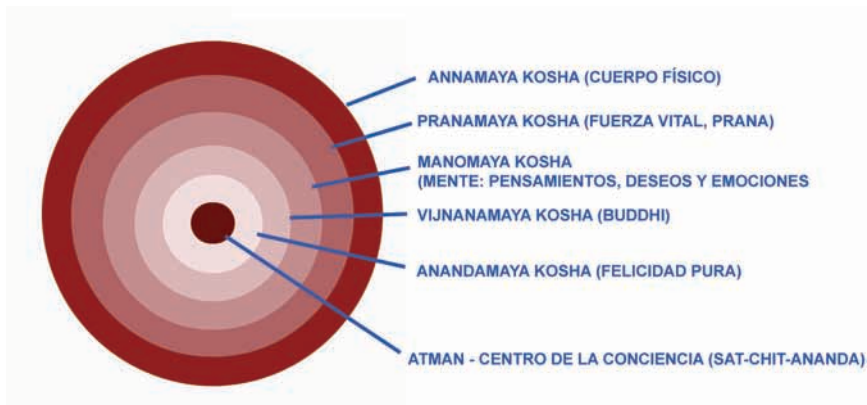 ANNAMAYA KOSHA (CUERPO FÍSICO)
PRANAMAYA KOSHA (FUERZA VITAL, PRANA)
MANOMAYA KOSHA
(MENTE: PENSAMIENTOS, DESEOS Y EMOCIONES
VIJNANAMAYA KOSHA (BUDDHI)
ANANDAMAYA KOSHA (FELICIDAD PURA)
ATMAN - CENTRO DE LA CONCIENCIA (SAT-CHIT-ANANDA)